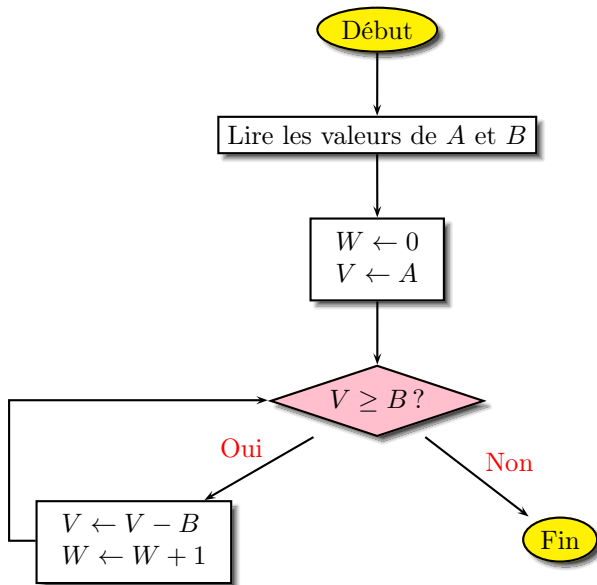 Début
Lire les valeurs de A et B
W ← 0
V ← A
V ≥ B ?
Oui
Non
V ← V − B
W ← W + 1
Fin